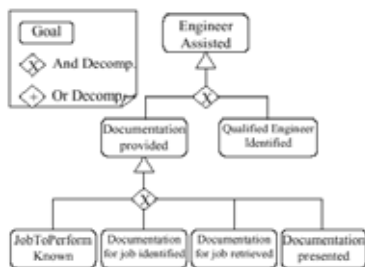 Goal
X
And Decomp.
+
Or Decomp.
Engineer
Assisted
X
Documentation
provided
Qualified Engineer
Identified
X
JobToPerform
Known
Documentation
for job identified
Documentation
for job retrieved
Documentation
presented